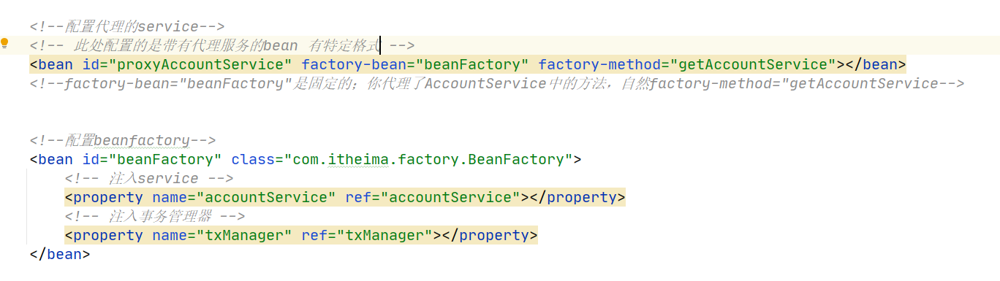 <!--配置代理的service-->
<!-- 此处配置的是带有代理服务的bean 有特定格式 -->
<bean id="proxyAccountService" factory-bean="beanFactory" factory-method="getAccountService"></bean>
<!--factory-bean="beanFactory"是固定的；你代理了AccountService中的方法，自然factory-method="getAccountService-->
<!--配置beanfactory-->
<bean id="beanFactory" class="com.itheima.factory.BeanFactory">
<!-- 注入service -->
<property name="accountService" ref="accountService"></property>
<!-- 注入事务管理器 -->
<property name="txManager" ref="txManager"></property>
</bean>